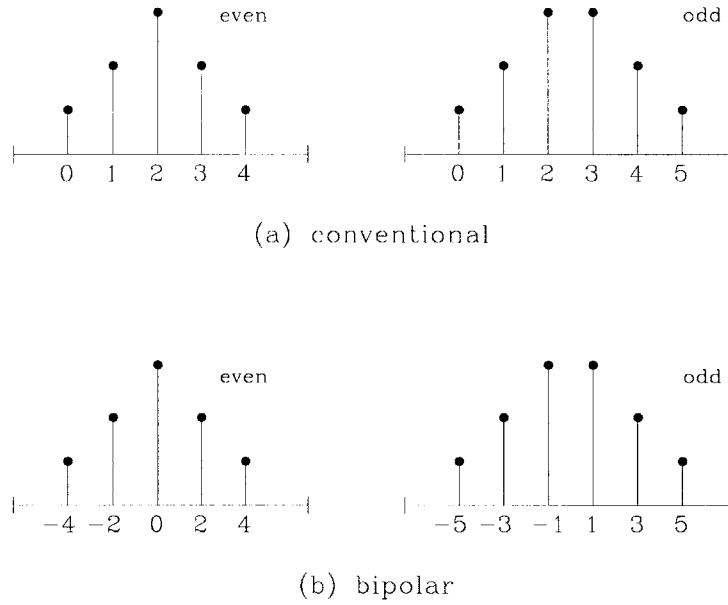 even
odd
0 1 2 3 4
0 1 2 3 4 5
(a) conventional
even
odd
-4 -2 0 2 4
-5 -3 -1 1 3 5
(b) bipolar